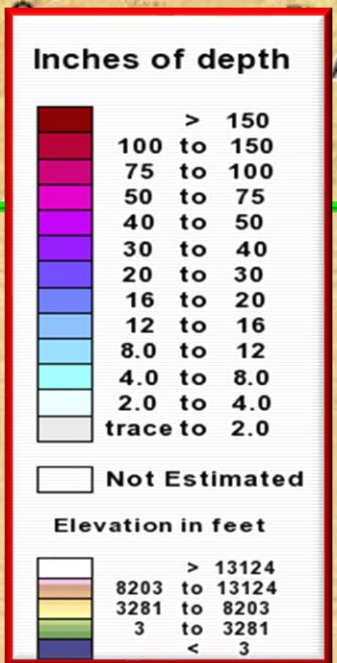 Inches of depth
> 150
100 to 150
75 to 100
50 to 75
40 to 50
30 to 40
20 to 30
16 to 20
12 to 16
8.0 to 12
4.0 to 8.0
2.0 to 4.0
trace to 2.0
Not Estimated
Elevation in feet
> 13124
8203 to 13124
3281 to 8203
3 to 3281
< 3